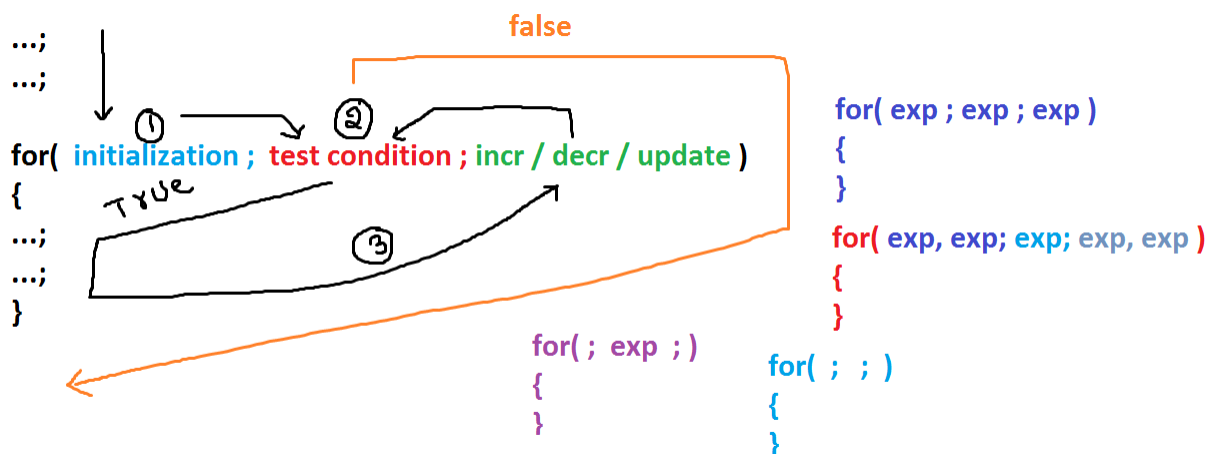 ...;
...;
false
1
2
for( initialization ; test condition ; incr / decr / update )
{
True
...;
3
...;
}
for( exp ; exp ; exp )
{
}
for( exp, exp; exp; exp, exp )
{
}
for( ; exp ; )
{
}
for( ; ; )
{
}